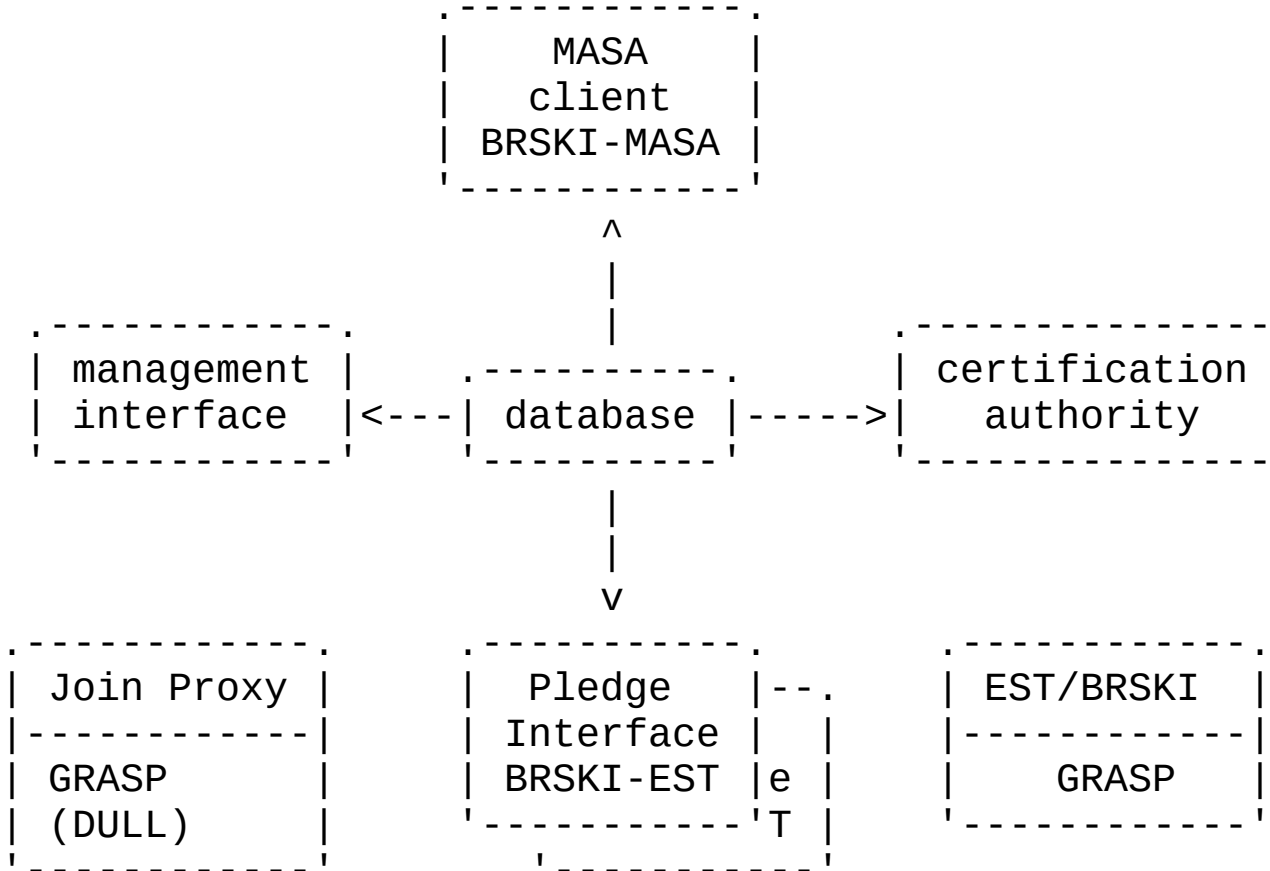 MASA
client
BRSKI-MASA
management
interface
database
certification
authority
Join Proxy
GRASP
(DULL)
Pledge
Interface
BRSKI-EST
e
T
EST/BRSKI
GRASP